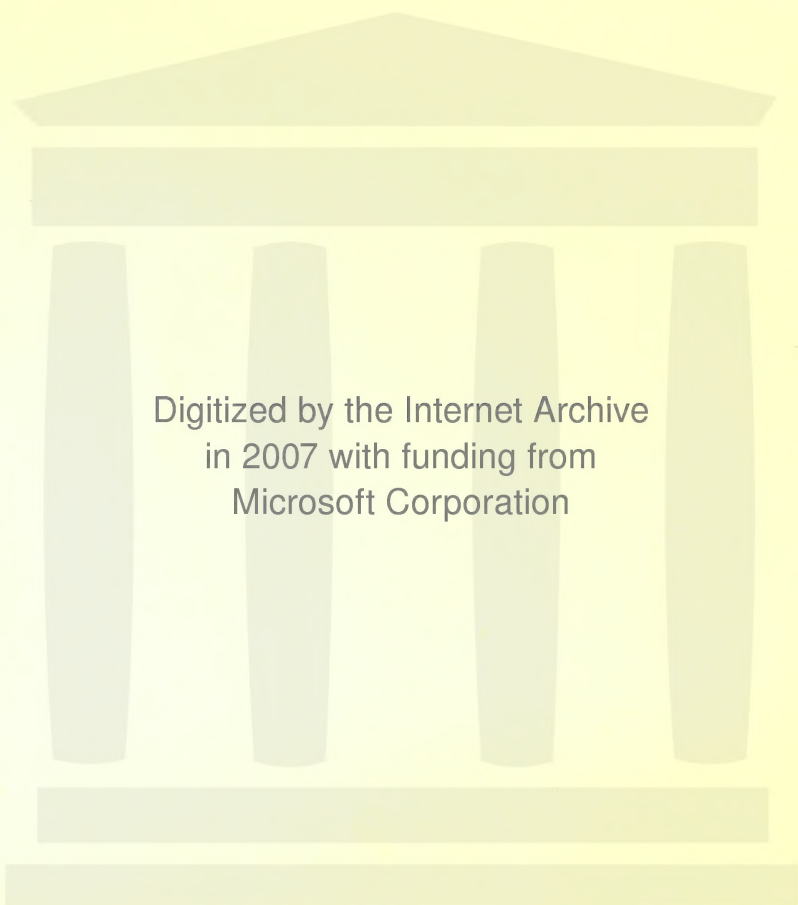 Digitized by the Internet Archive
in 2007 with funding from
Microsoft Corporation